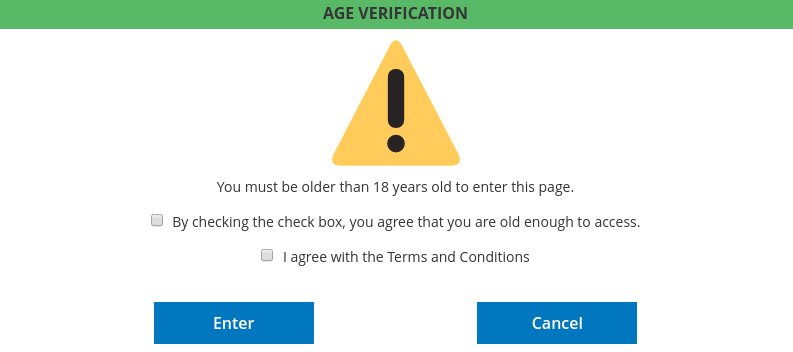 AGE VERIFICATION
You must be older than 18 years old to enter this page.
By checking the check box, you agree that you are old enough to access.
I agree with the Terms and Conditions
Enter
Cancel